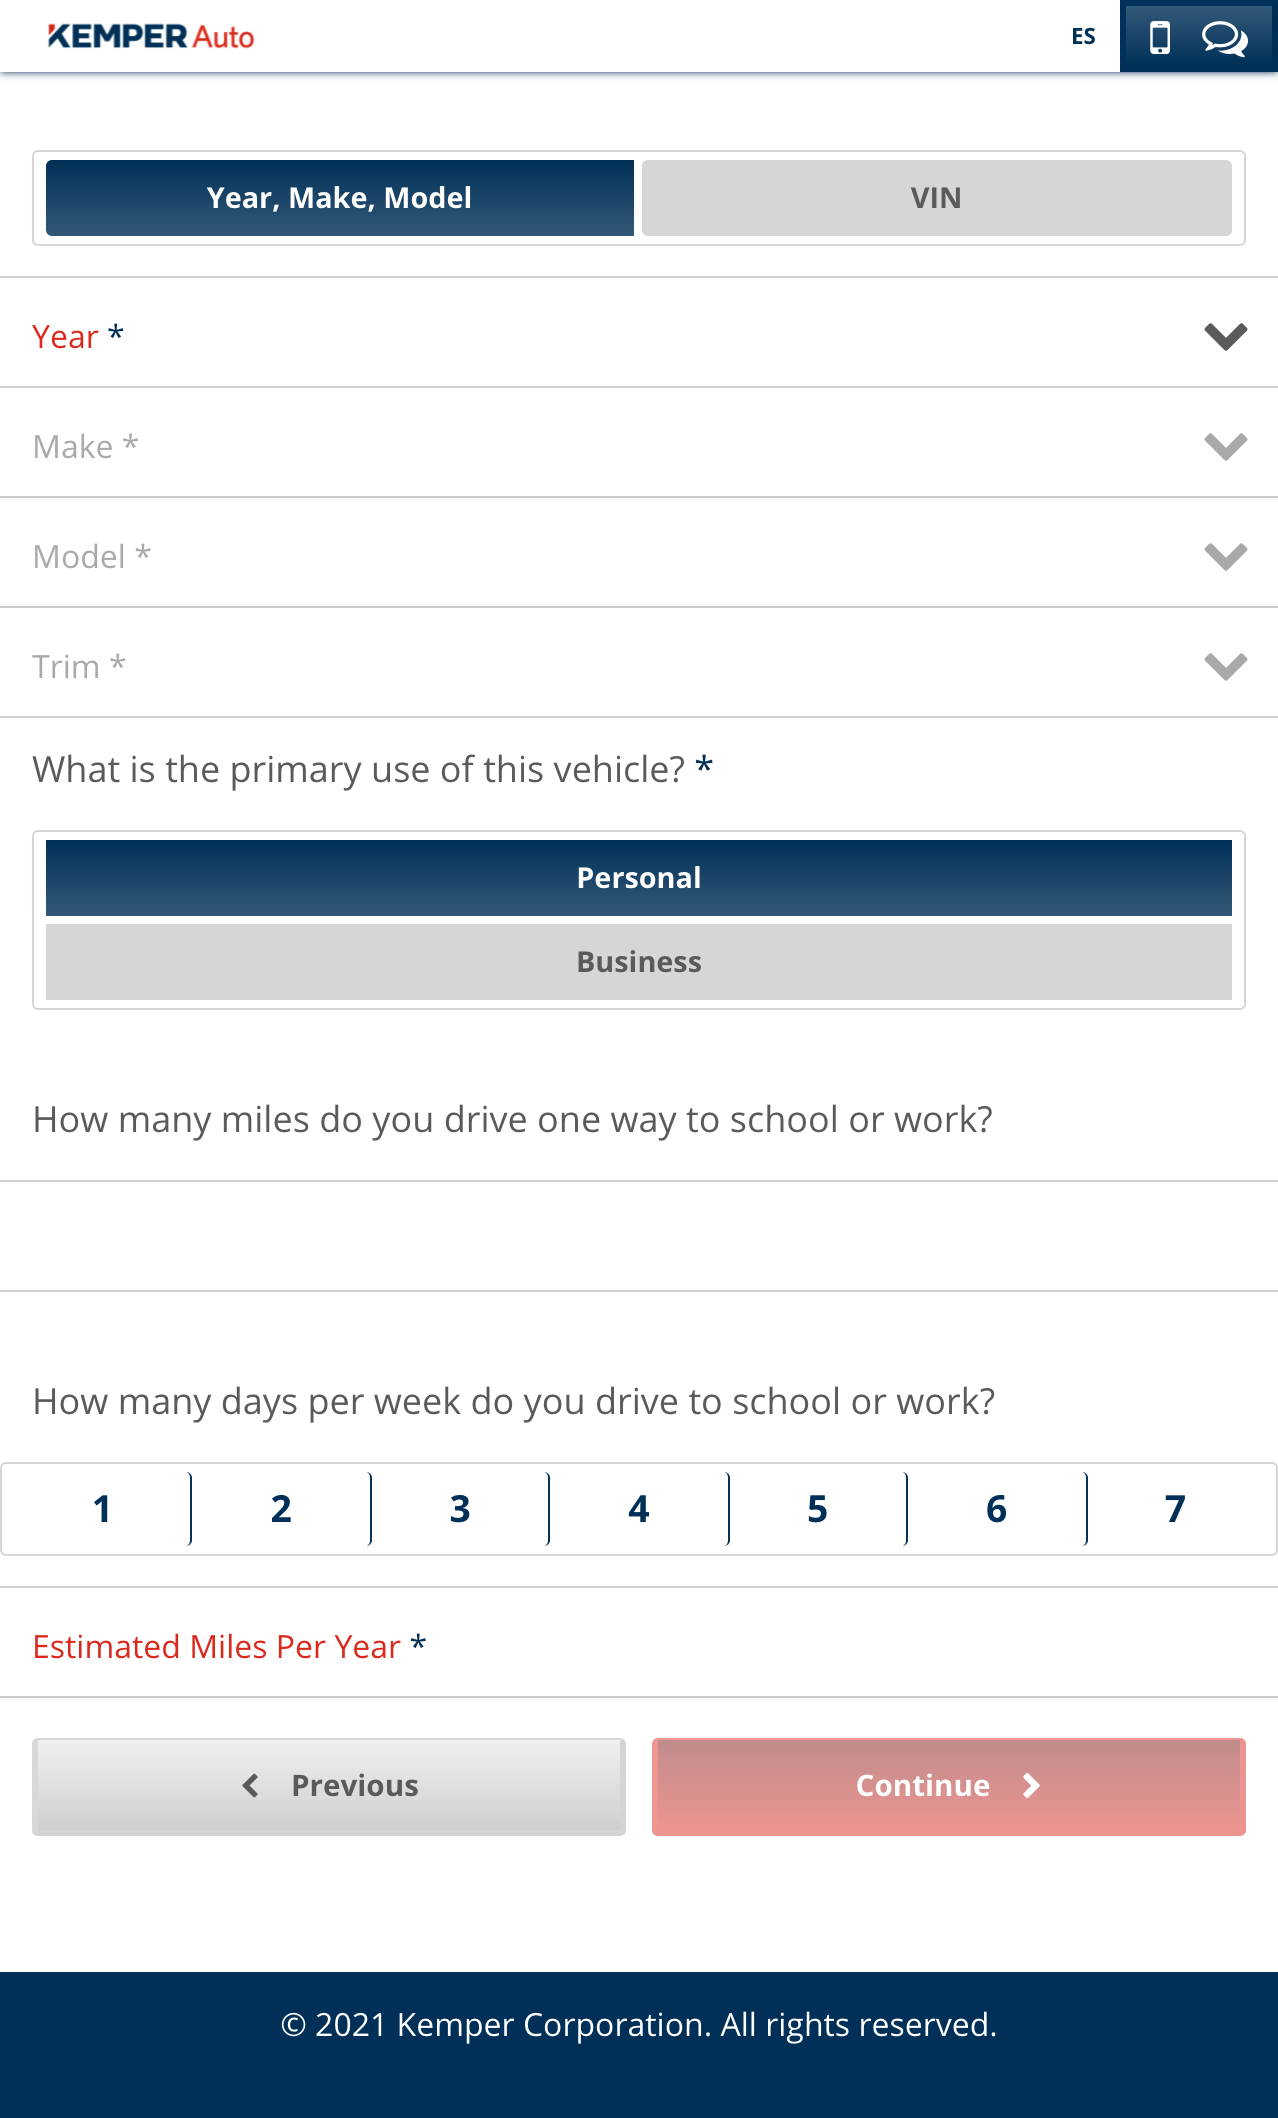 KEMPER Auto
ES
Year, Make, Model
VIN
Year *
Make *
Model *
Trim *
What is the primary use of this vehicle? *
Personal
Business
How many miles do you drive one way to school or work?
How many days per week do you drive to school or work?
1 2 3 4 5 6 7
Estimated Miles Per Year *
Previous
Continue
© 2021 Kemper Corporation. All rights reserved.